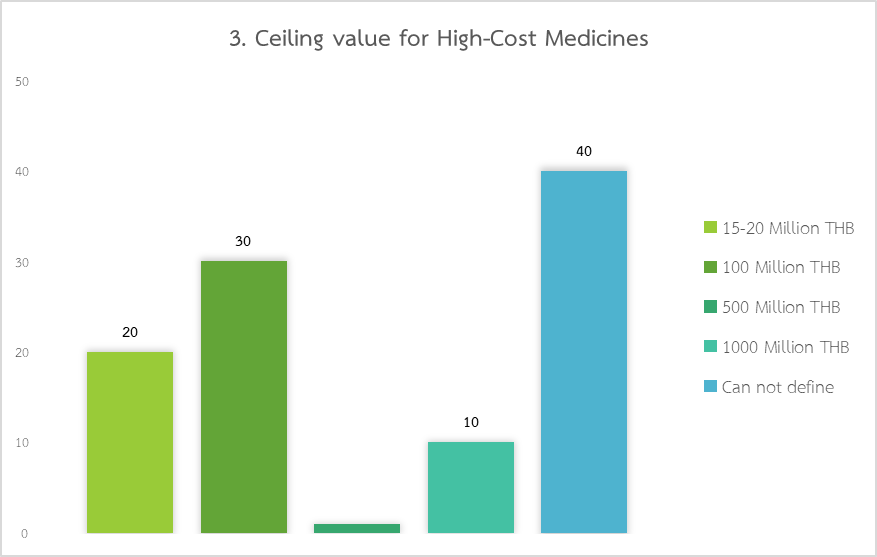 3. Ceiling value for High-Cost Medicines
50
40
30
20
10
0
20
30
10
40
15-20 Million THB
100 Million THB
500 Million THB
1000 Million THB
Can not define